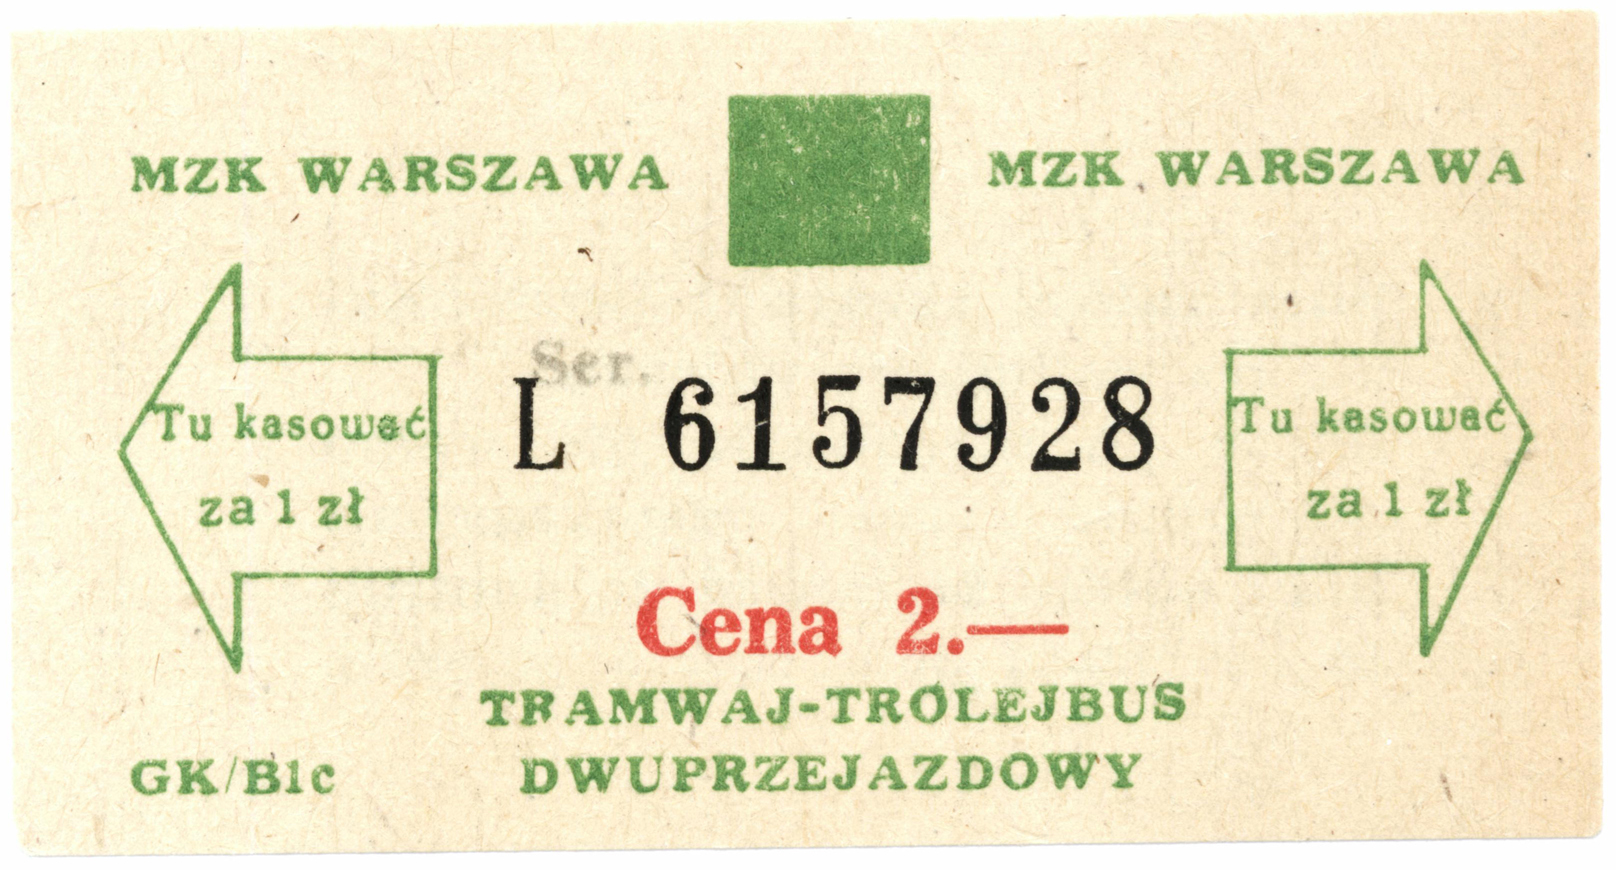 MZK WARSZAWA
MZK WARSZAWA
Ser.
L 6157928
Tu kasować
za 1 zł
Tu kasować
za 1 zł
Cena 2.—
TRAMWAJ-TROLEJBUS
DWUPRZEJAZDOWY
GK/B1c